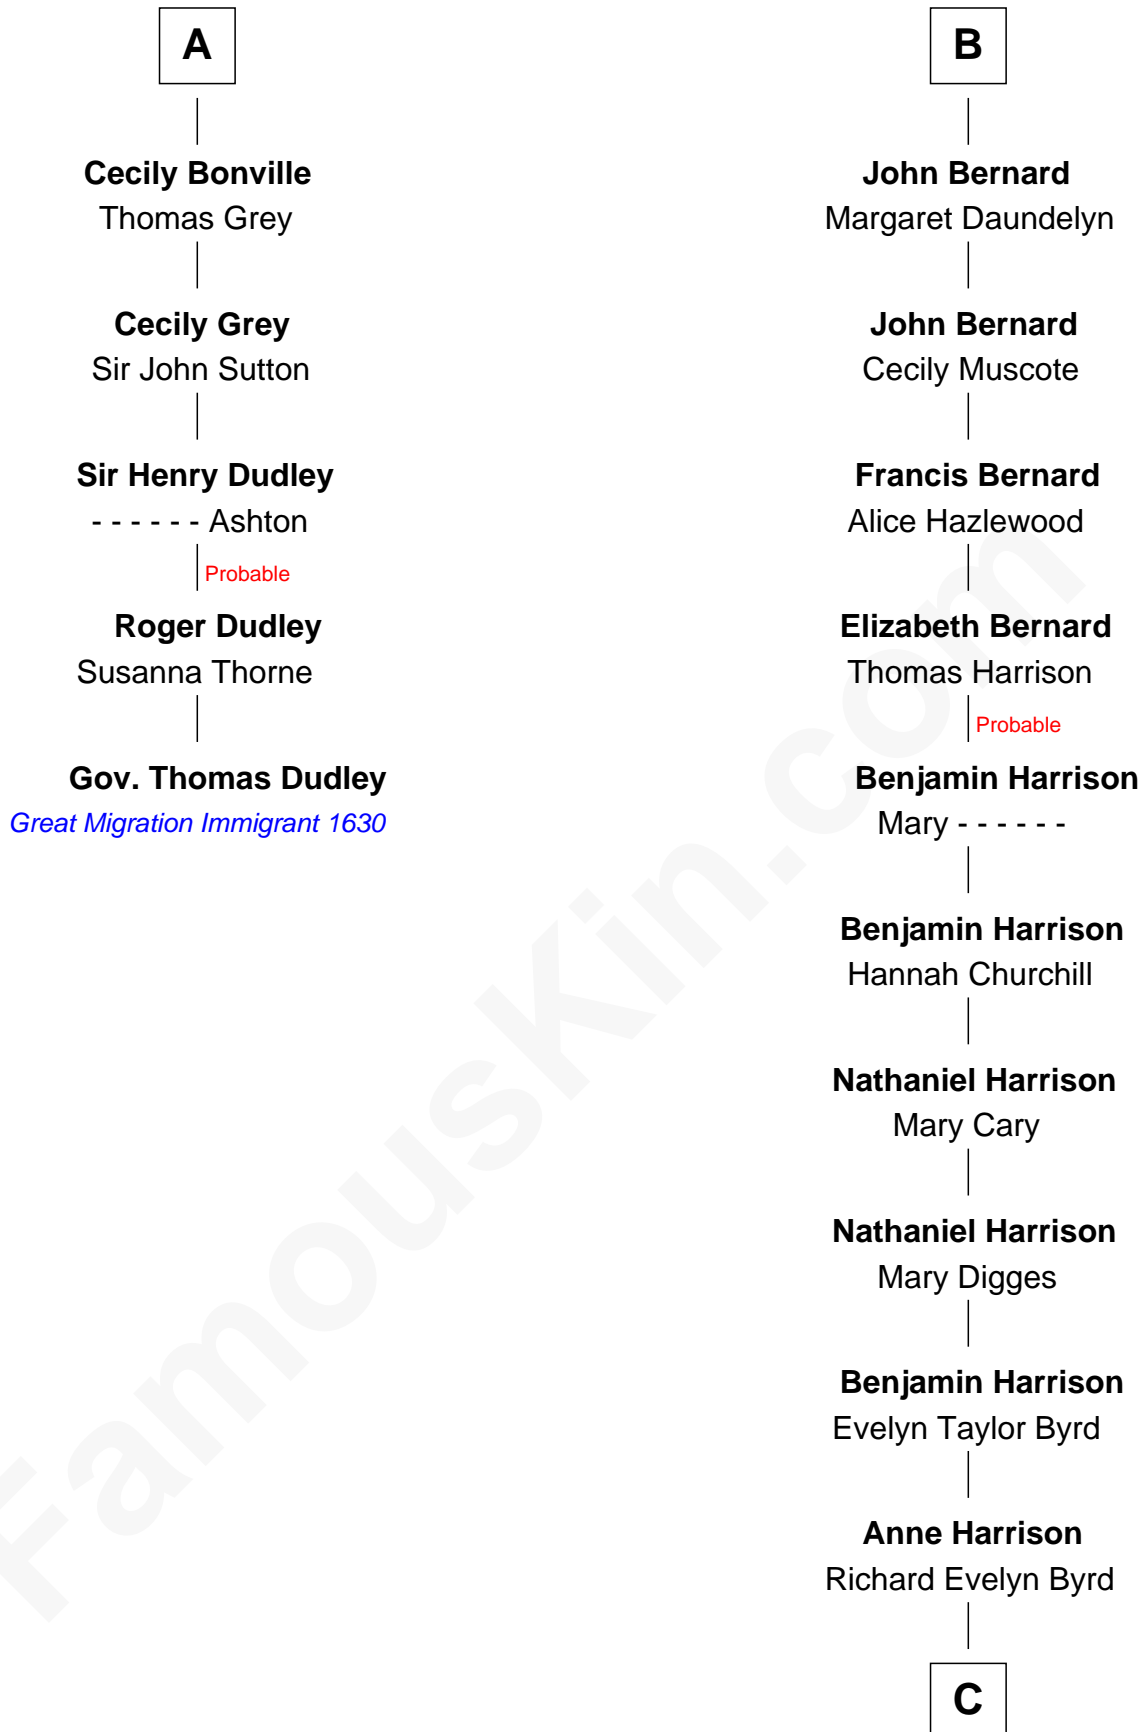 A
Cecily Bonville
Thomas Grey
Cecily Grey
Sir John Sutton
Sir Henry Dudley
- - - - - - Ashton
Probable
Roger Dudley
Susanna Thorne
Gov. Thomas Dudley
Great Migration Immigrant 1630
B
John Bernard
Margaret Daundelyn
John Bernard
Cecily Muscote
Francis Bernard
Alice Hazlewood
Elizabeth Bernard
Thomas Harrison
Probable
Benjamin Harrison
Mary - - - - - -
Benjamin Harrison
Hannah Churchill
Nathaniel Harrison
Mary Cary
Nathaniel Harrison
Mary Digges
Benjamin Harrison
Evelyn Taylor Byrd
Anne Harrison
Richard Evelyn Byrd
C
FamousKin.com